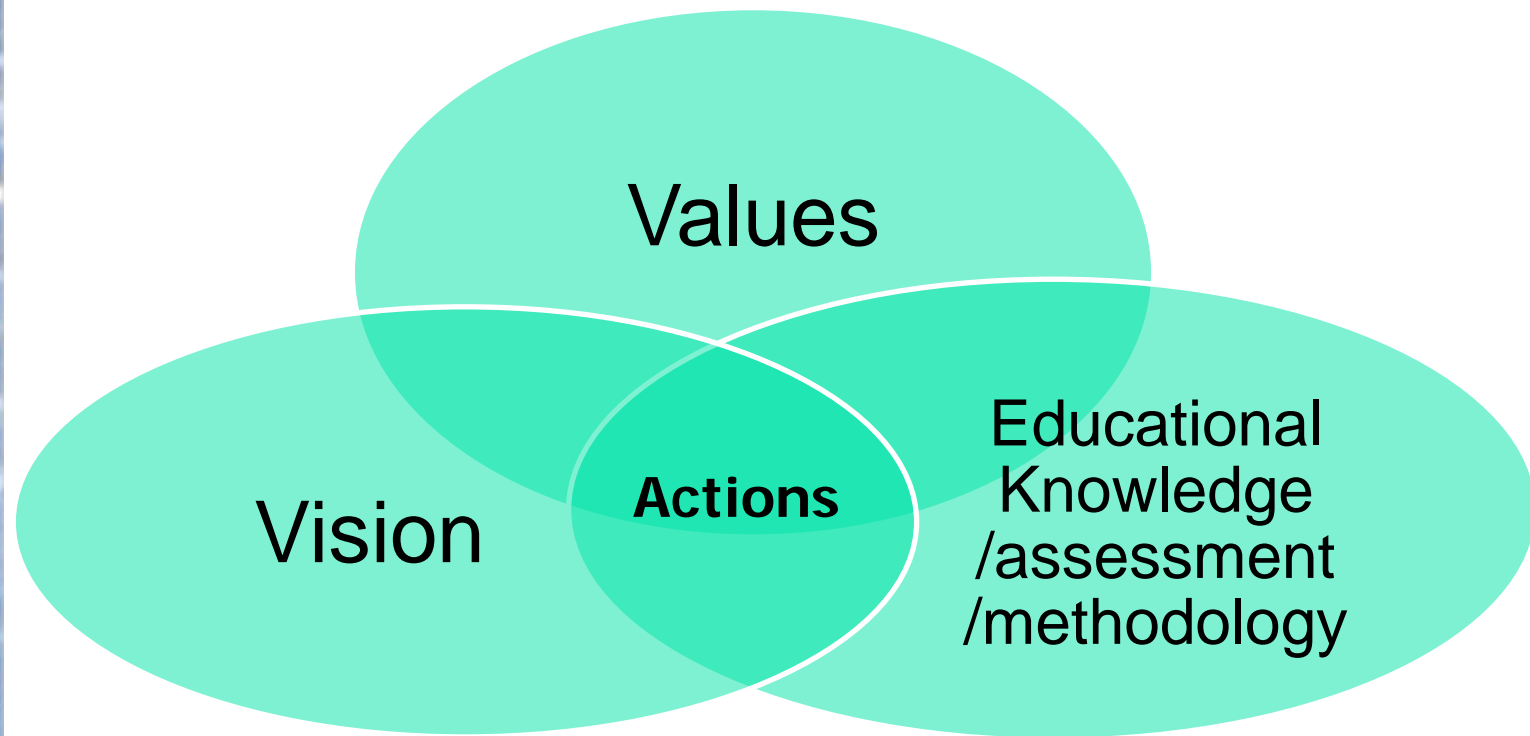 Values
Vision
Actions
Educational
Knowledge
/assessment
/methodology